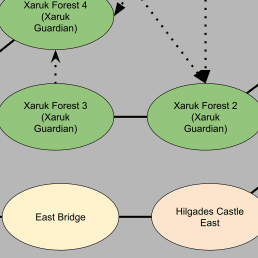 Xaruk Forest 4
(Xaruk
Guardian)
Xaruk Forest 3
(Xaruk
Guardian)
Xaruk Forest 2
(Xaruk
Guardian)
East Bridge
Hilgades Castle
East